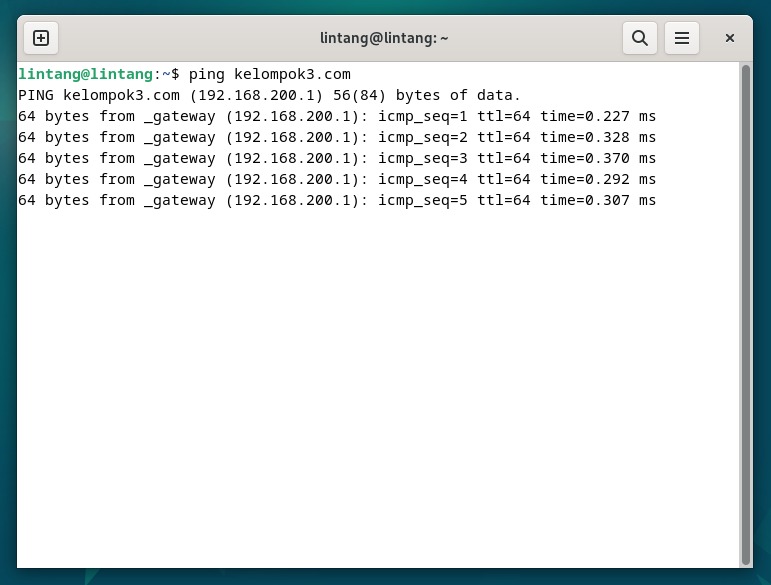 lintang@lintang: ~
lintang@lintang:~$ ping kelompok3.com
PING kelompok3.com (192.168.200.1) 56(84) bytes of data.
64 bytes from _gateway (192.168.200.1): icmp_seq=1 ttl=64 time=0.227 ms
64 bytes from _gateway (192.168.200.1): icmp_seq=2 ttl=64 time=0.328 ms
64 bytes from _gateway (192.168.200.1): icmp_seq=3 ttl=64 time=0.370 ms
64 bytes from _gateway (192.168.200.1): icmp_seq=4 ttl=64 time=0.292 ms
64 bytes from _gateway (192.168.200.1): icmp_seq=5 ttl=64 time=0.307 ms